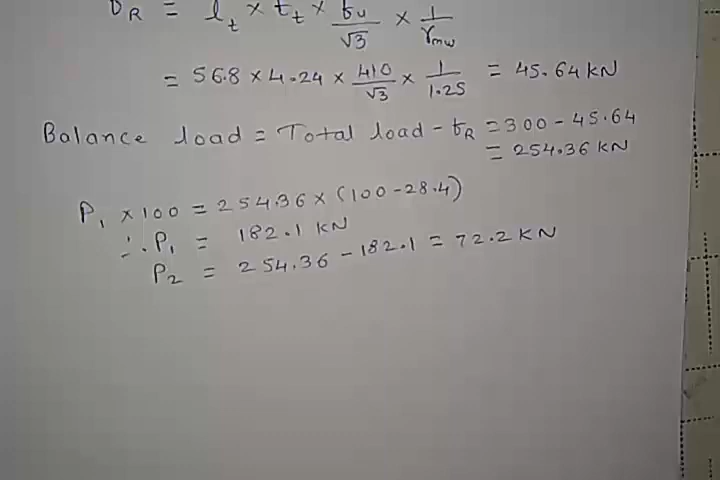 b_R = l_t × t_t × f_u/√3 × 1/γ_mw
= 56.8 × 4.24 × 410/√3 × 1/1.25 = 45.64 kN
Balance load = Total load - f_R = 300 - 45.64
= 254.36 KN
P_1 × 100 = 254.36 × (100 - 28.4)
∴ P_1 = 182.1 KN
P_2 = 254.36 - 182.1 = 72.2 KN